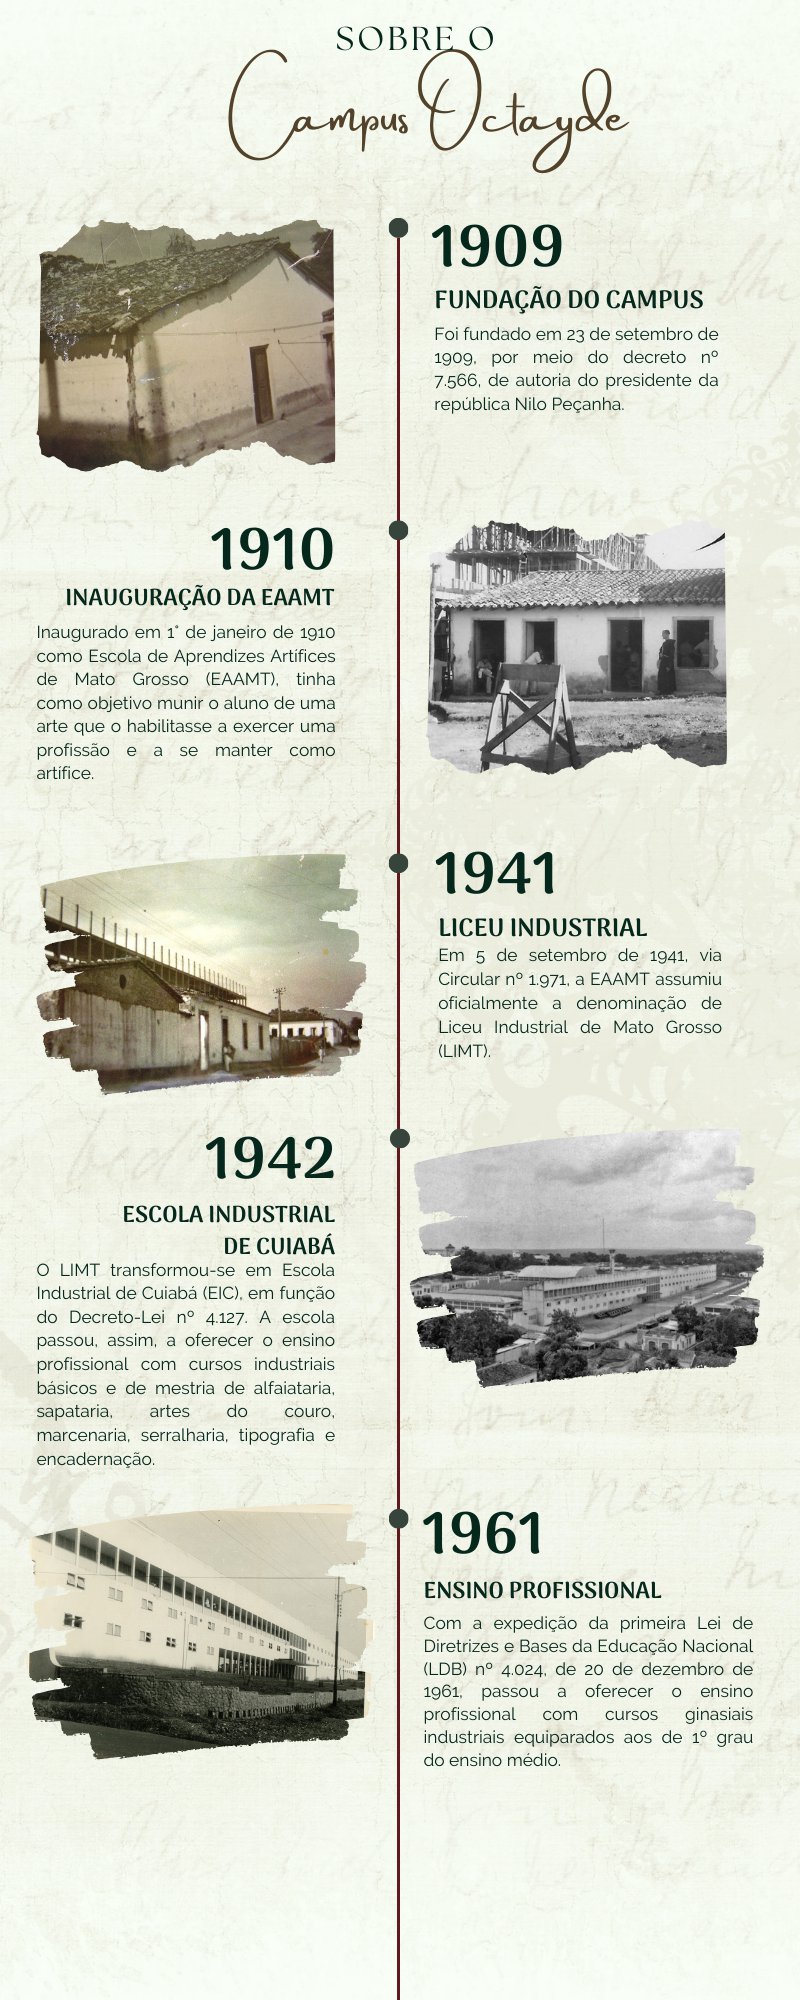 SOBRE O
Campus Octayde
1909
FUNDAÇÃO DO CAMPUS
Foi fundado em 23 de setembro de
1909, por meio do decreto nº
7.566, de autoria do presidente da
república Nilo Peçanha.
1910
INAUGURAÇÃO DA EAAMT
Inaugurado em 1° de janeiro de 1910
como Escola de Aprendizes Artífices
de Mato Grosso (EAAMT), tinha
como objetivo munir o aluno de uma
arte que o habilitasse a exercer uma
profissão e a se manter como
artífice.
1941
LICEU INDUSTRIAL
Em 5 de setembro de 1941, via
Circular nº 1.971, a EAAMT assumiu
oficialmente a denominação de
Liceu Industrial de Mato Grosso
(LIMT).
1942
ESCOLA INDUSTRIAL
DE CUIABÁ
O LIMT transformou-se em Escola
Industrial de Cuiabá (EIC), em função
do Decreto-Lei nº 4.127. A escola
passou, assim, a oferecer o ensino
profissional com cursos industriais
básicos e de mestria de alfaiataria,
sapataria, artes do couro,
marcenaria, serralharia, tipografia e
encadernação.
1961
ENSINO PROFISSIONAL
Com a expedição da primeira Lei de
Diretrizes e Bases da Educação Nacional
(LDB) nº 4.024, de 20 de dezembro de
1961, passou a oferecer o ensino
profissional com cursos ginasiais
industriais equiparados aos de 1º grau
do ensino médio.